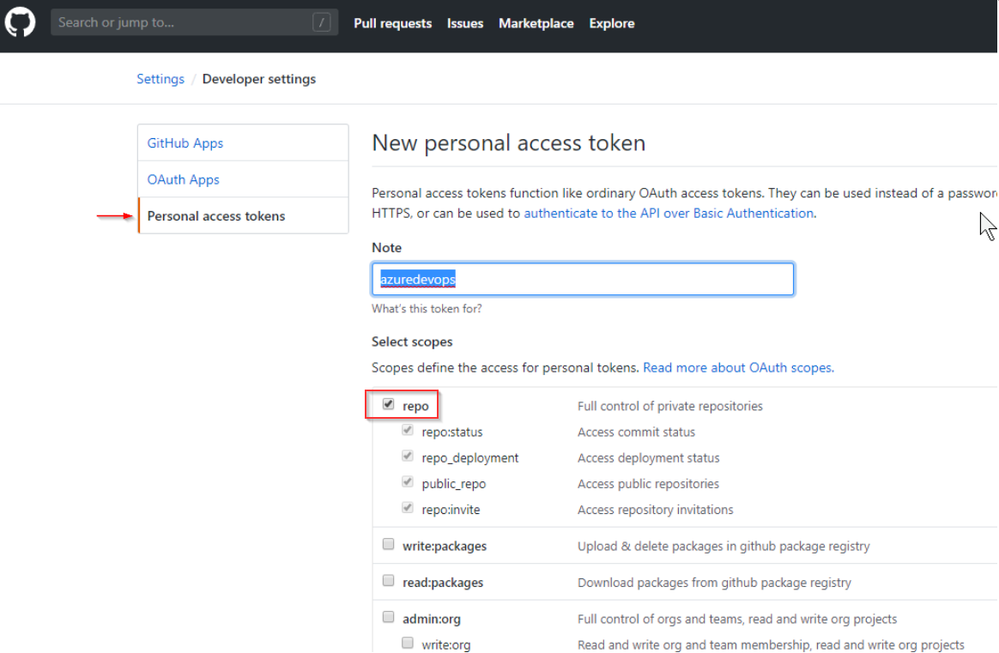 Search or jump to... / Pull requests Issues Marketplace Explore
Settings / Developer settings
GitHub Apps
OAuth Apps
Personal access tokens
New personal access token
Personal access tokens function like ordinary OAuth access tokens. They can be used instead of a
HTTPS, or can be used to authenticate to the API over Basic Authentication.
Note
azuredevops
What's this token for?
Select scopes
Scopes define the access for personal tokens. Read more about OAuth scopes.
repo Full control of private repositories
repo:status Access commit status
repo_deployment Access deployment status
public_repo Access public repositories
repo:invite Access repository invitations
write:packages Upload & delete packages in github package registry
read:packages Download packages from github package registry
admin:org Full control of orgs and teams, read and write org projects
write:org Read and write org and team membership, read and write org projects